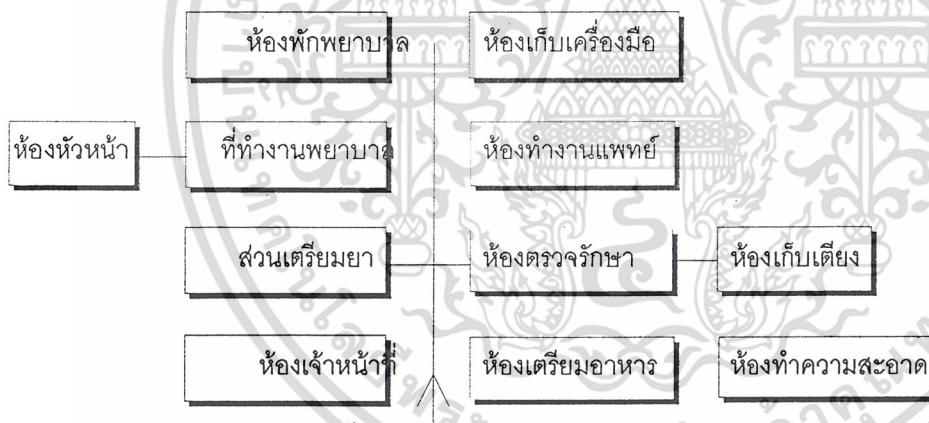 ห้องพักพยาบาล ห้องเก็บเครื่องมือ
ห้องหัวหน้า ที่ทำงานพยาบาล ห้องทำงานแพทย์
ส่วนเตรียมยา ห้องตรวจรักษา ห้องเก็บเตียง
ห้องเจ้าหน้าที่ ห้องเตรียมอาหาร ห้องทำความสะอาด